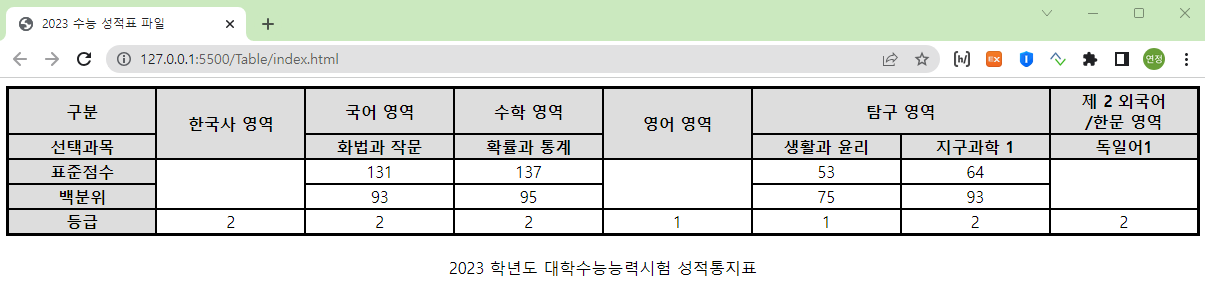 2023 수능 성적표 파일
127.0.0.1:5500/Table/index.html
연정
구분 한국사 영역 국어 영역 수학 영역 영어 영역 탐구 영역 제 2 외국어
/한문 영역
선택과목 화법과 작문 확률과 통계 생활과 윤리 지구과학 1 독일어1
표준점수 131 137 53 64
백분위 93 95 75 93
등급 2 2 2 1 1 2 2
2023 학년도 대학수능능력시험 성적통지표